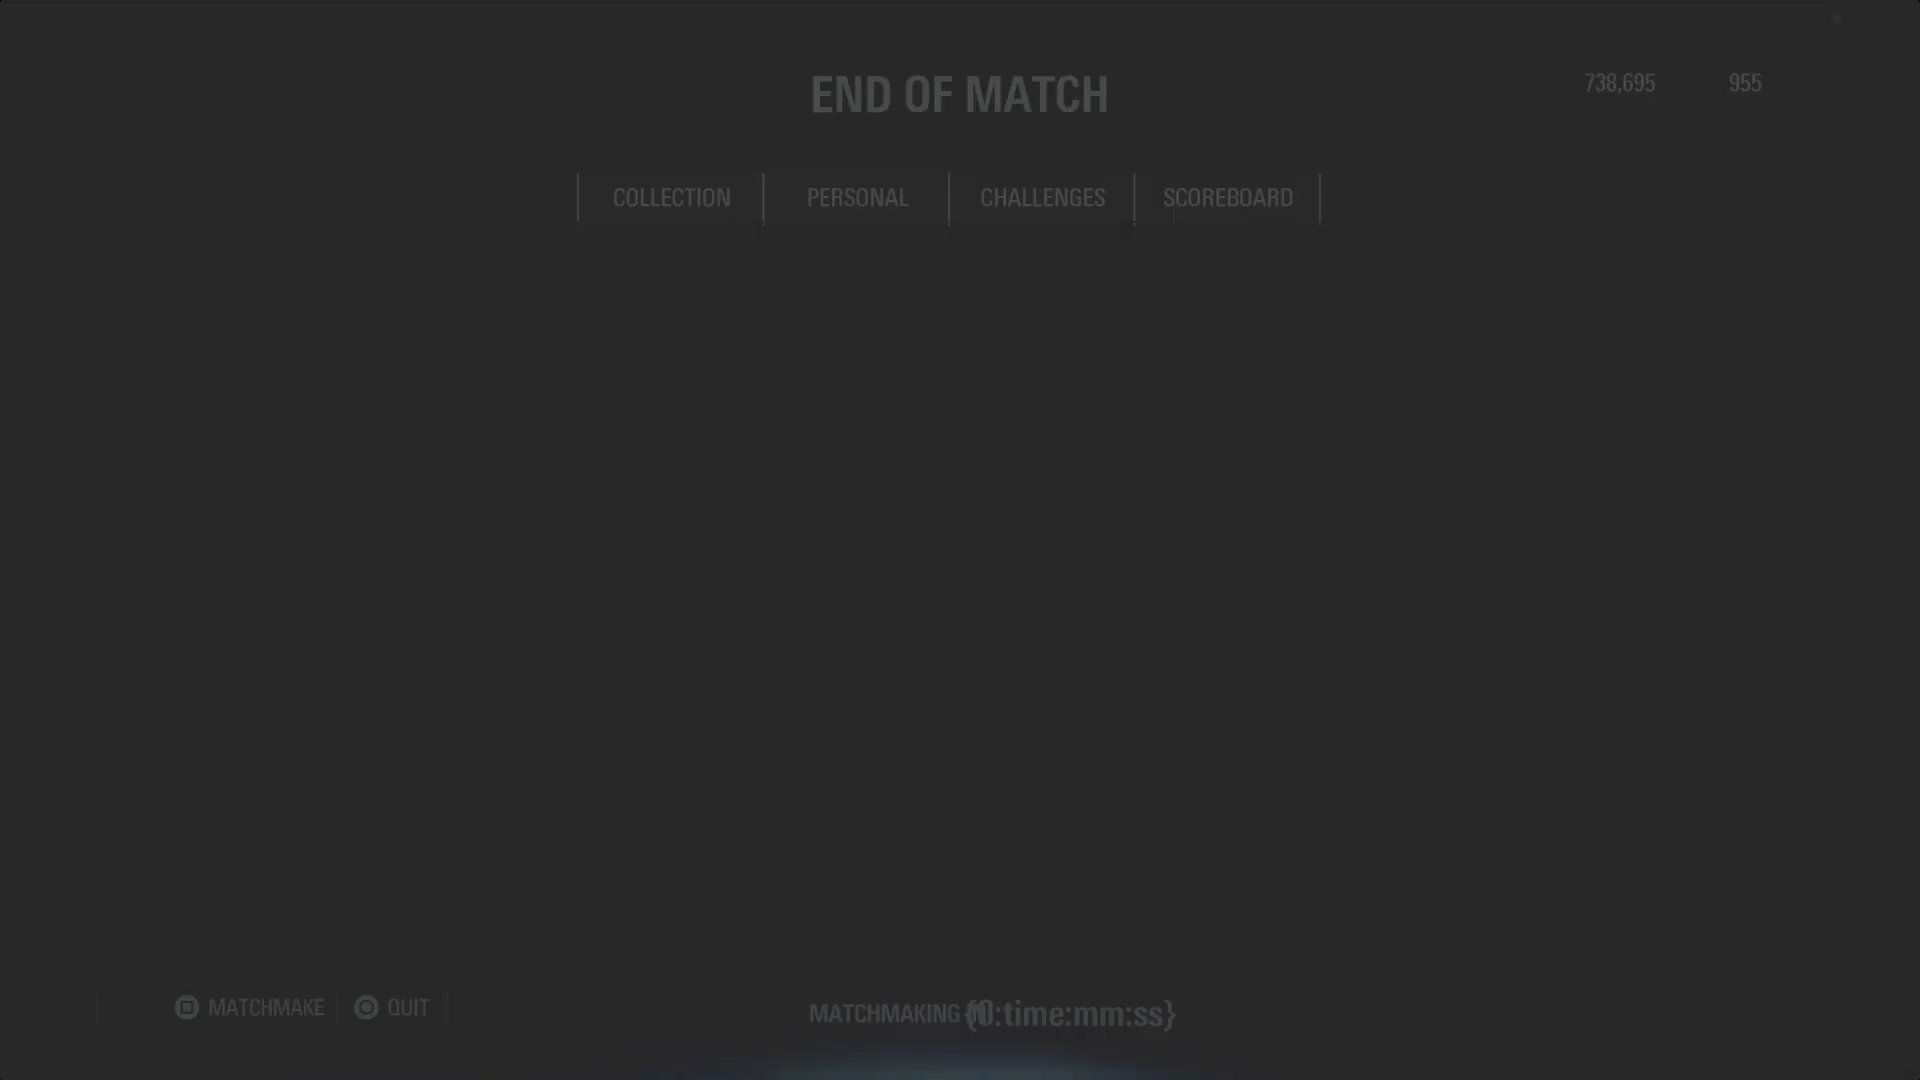 END OF MATCH
738,695 955
COLLECTION PERSONAL CHALLENGES SCOREBOARD
MATCHMAKE QUIT
MATCHMAKING {0:time:mm:ss}